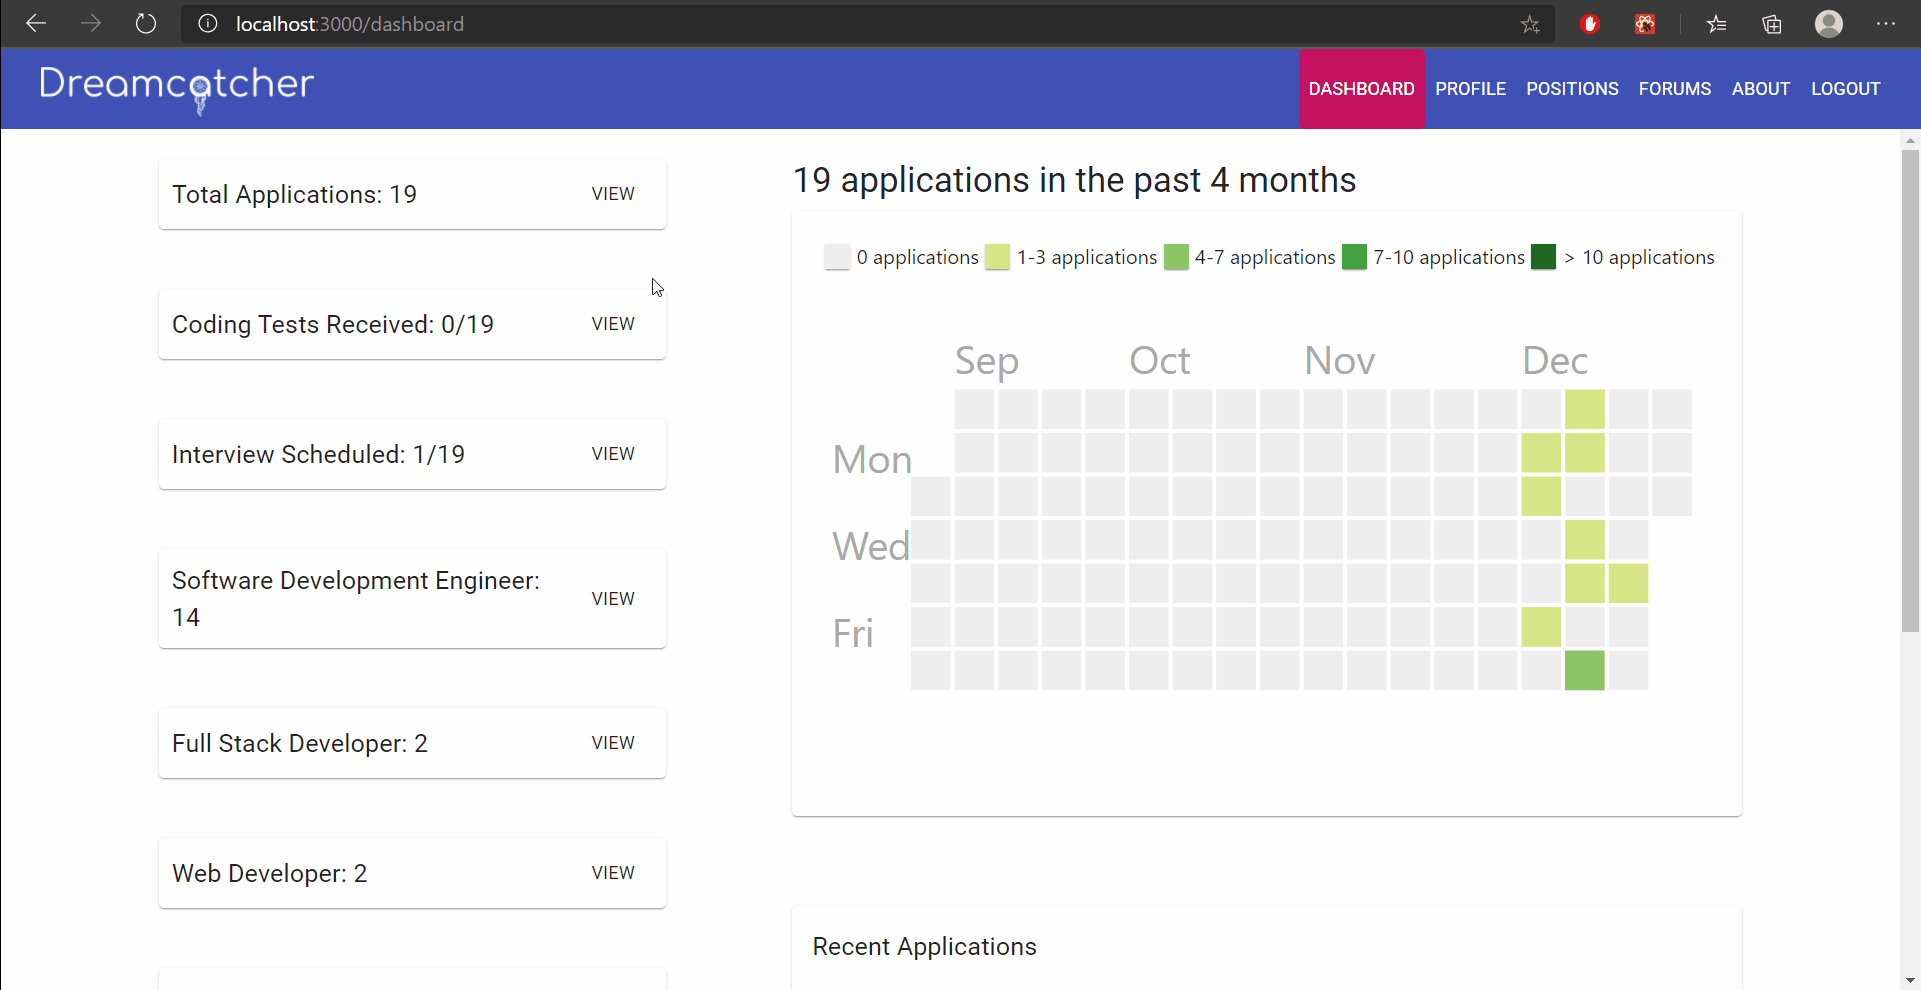 localhost:3000/dashboard
Dreamcatcher
DASHBOARD PROFILE POSITIONS FORUMS ABOUT LOGOUT
Total Applications: 19 VIEW
Coding Tests Received: 0/19 VIEW
Interview Scheduled: 1/19 VIEW
Software Development Engineer:
14 VIEW
Full Stack Developer: 2 VIEW
Web Developer: 2 VIEW
19 applications in the past 4 months
0 applications 1-3 applications 4-7 applications 7-10 applications > 10 applications
Sep Oct Nov Dec
Mon
Wed
Fri
Recent Applications